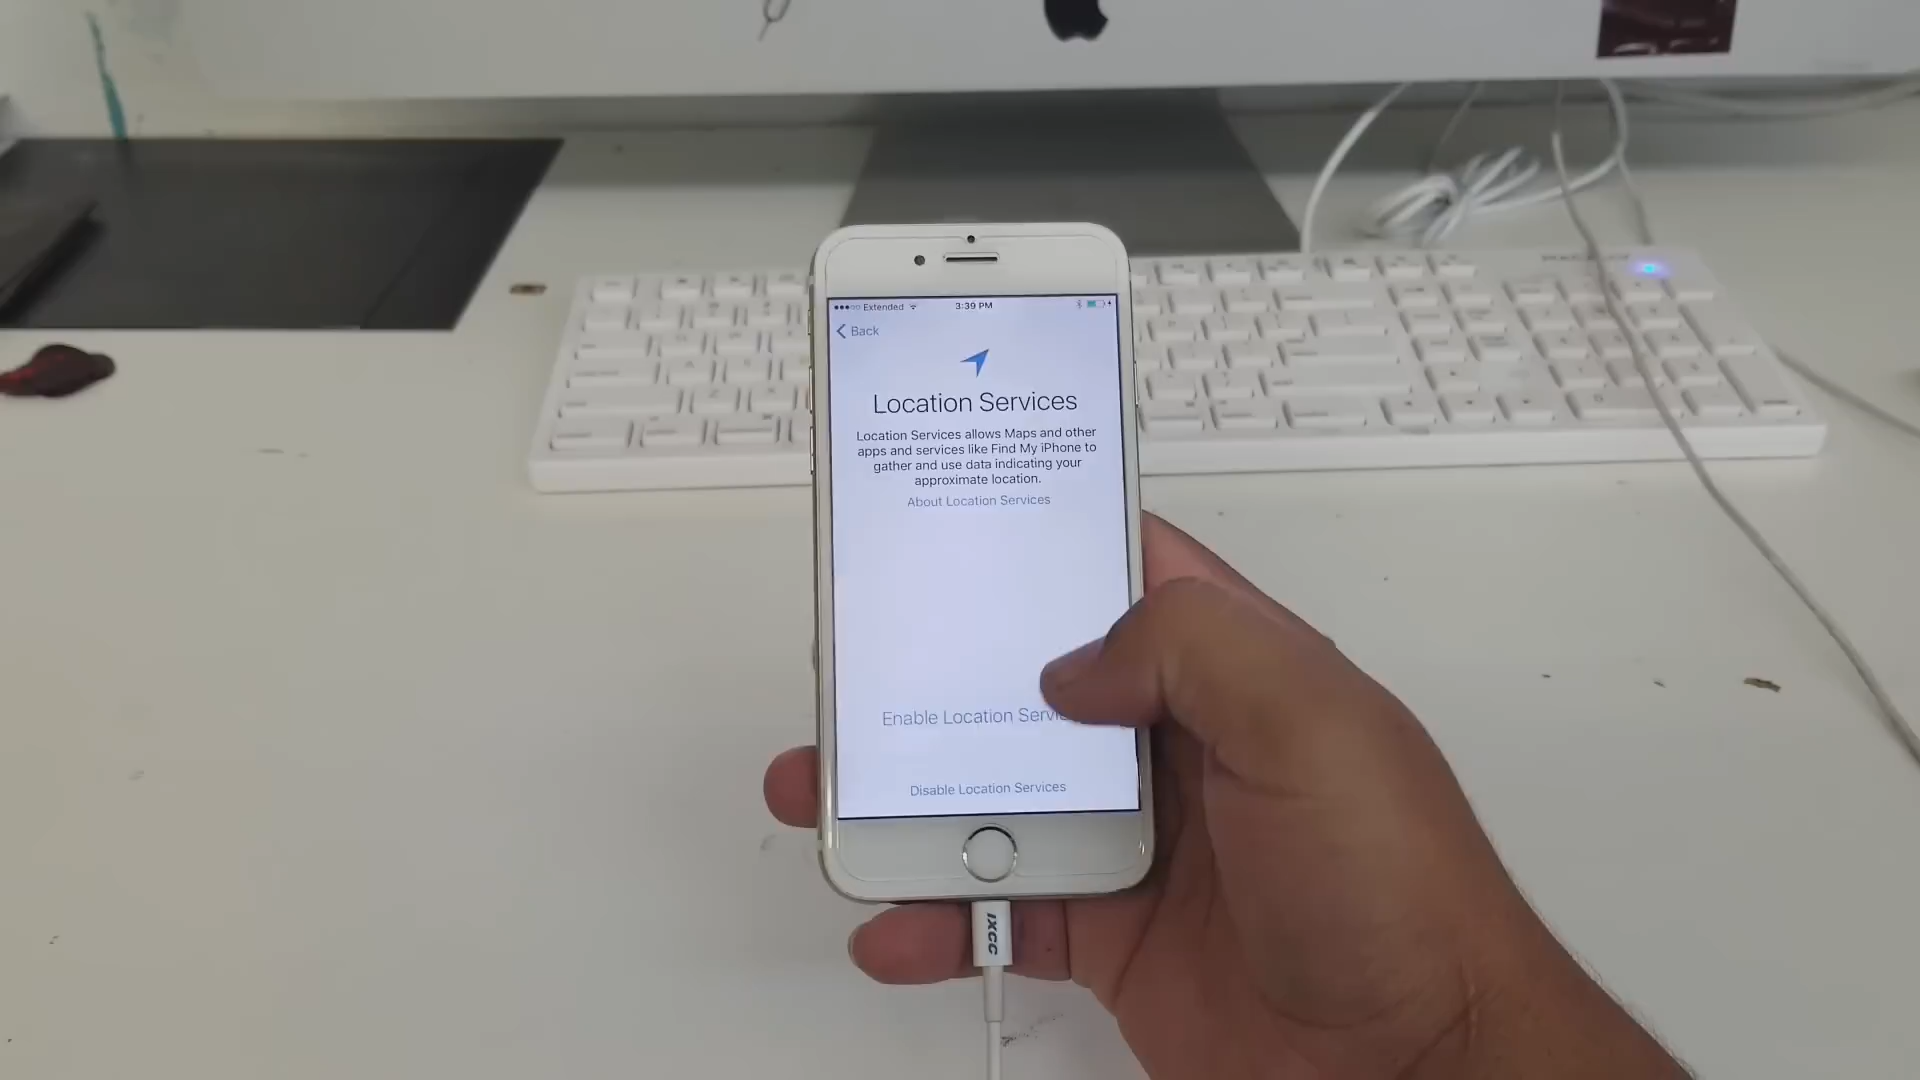 Extended 3:39 PM
Back
Location Services
Location Services allows Maps and other
apps and services like Find My iPhone to
gather and use data indicating your
approximate location.
About Location Services
Enable Location
Disable Location Services
IXCC